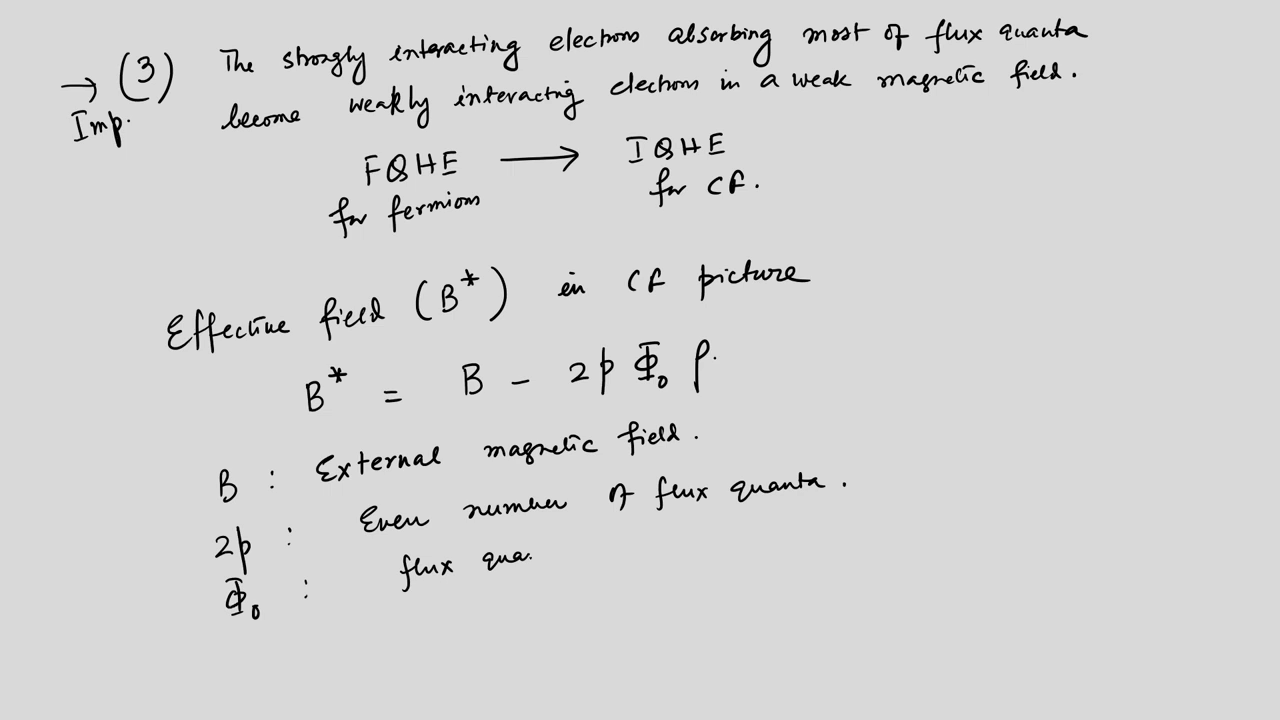 → (3) The strongly interacting electrons absorbing most of flux quanta
Imp. become weakly interacting electrons in a weak magnetic field.
FQHE ⟶ IQHE
for fermions for CF.
Effective field (B*) in CF picture
B* = B - 2p Φ₀ ρ.
B : External magnetic field.
2p : Even number of flux quanta.
Φ₀ : flux qua.